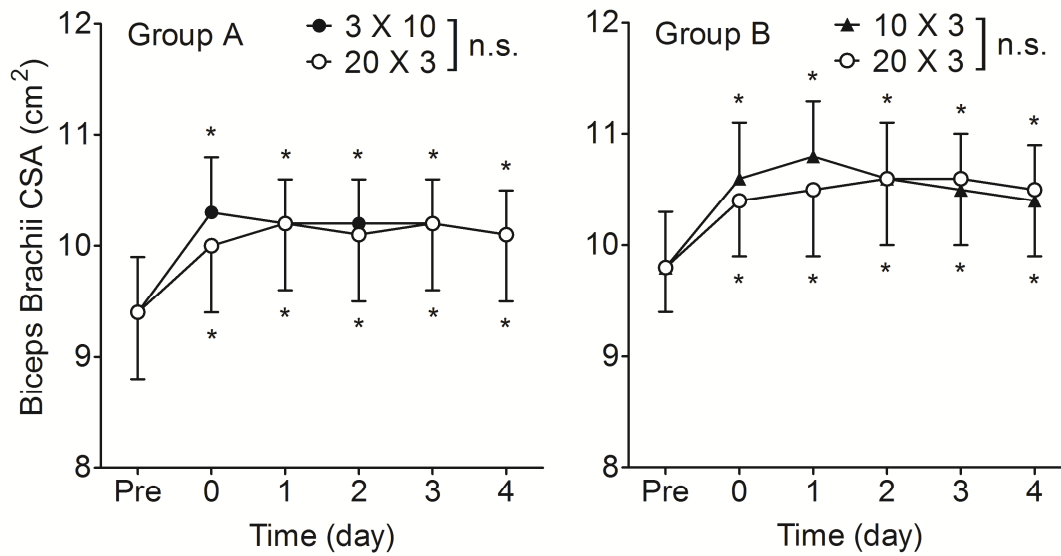 Group A
3 X 10
20 X 3
n.s.
Biceps Brachii CSA (cm²)
12
11
10
9
8
* * * * *
* * * * *
Pre 0 1 2 3 4
Time (day)
Group B
10 X 3
20 X 3
n.s.
12
11
10
9
8
* * * * *
* * * * *
Pre 0 1 2 3 4
Time (day)